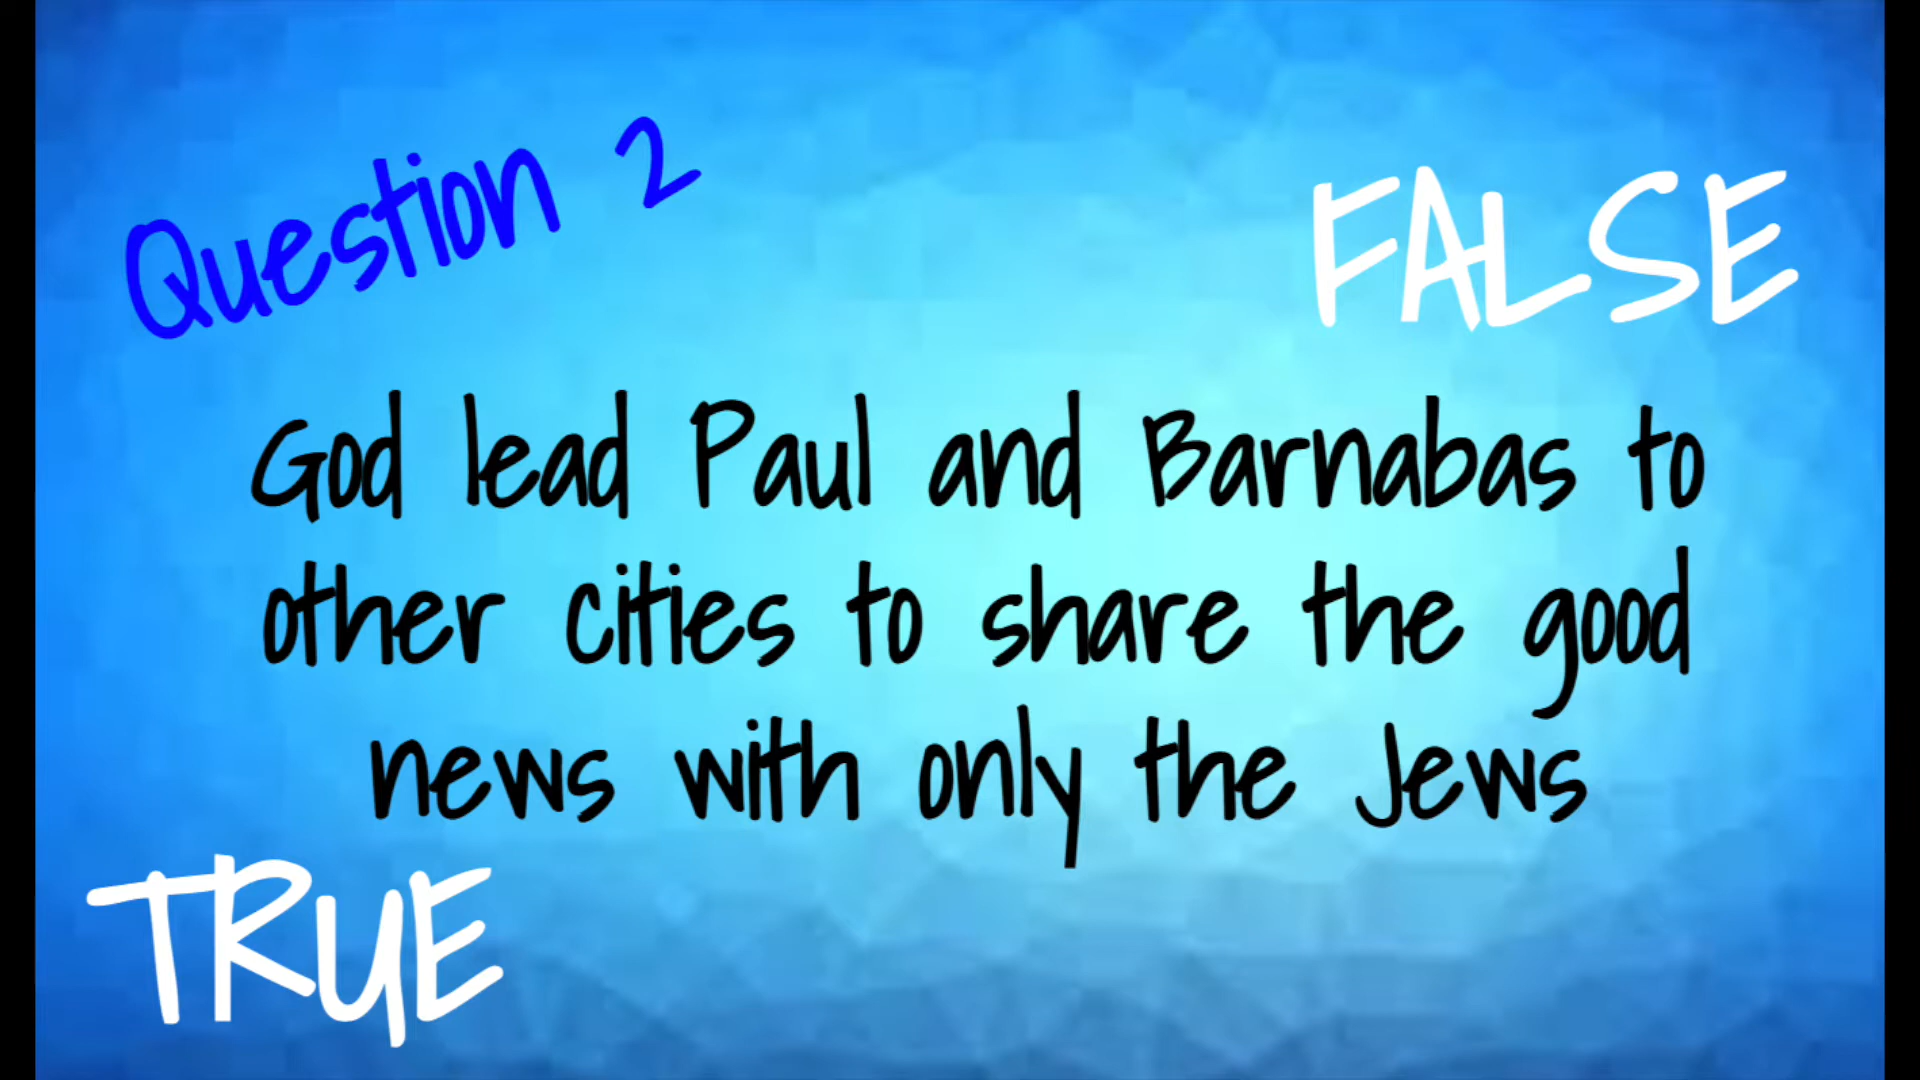 Question 2
FALSE
God lead Paul and Barnabas to
other cities to share the good
news with only the Jews
TRUE